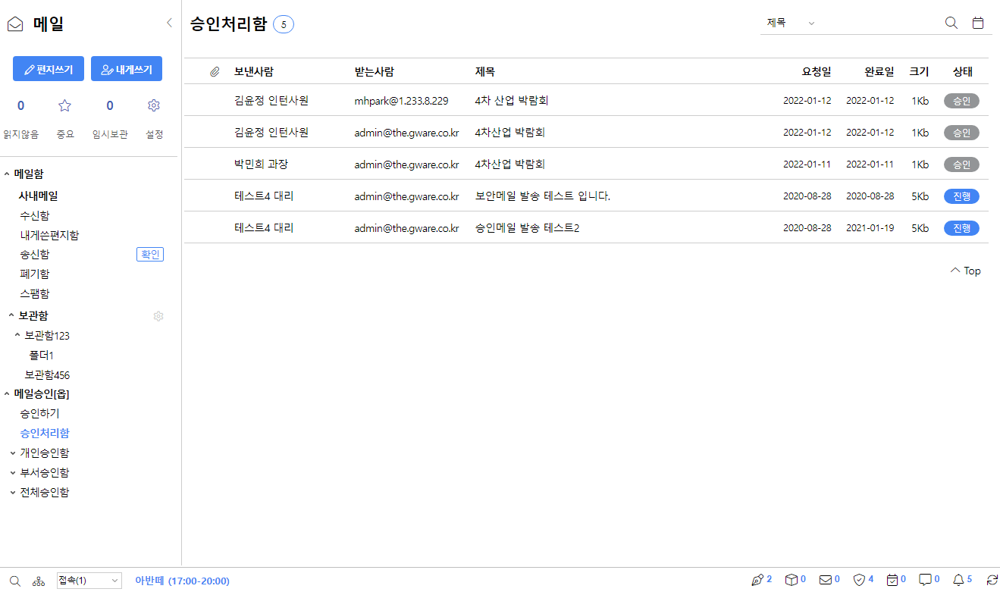 메일
편지쓰기 내게쓰기
0 0
읽지않음 중요 임시보관 설정
메일함
사내메일
수신함
내게쓴편지함
송신함 확인
폐기함
스팸함
보관함
보관함123
폴더1
보관함456
메일승인[옵]
승인하기
승인처리함
개인승인함
부서승인함
전체승인함
승인처리함 5
제목
보낸사람 받는사람 제목 요청일 완료일 크기 상태
김윤정 인턴사원 mhpark@1.233.8.229 4차 산업 박람회 2022-01-12 2022-01-12 1Kb 승인
김윤정 인턴사원 admin@the.gware.co.kr 4차산업 박람회 2022-01-12 2022-01-12 1Kb 승인
박민희 과장 admin@the.gware.co.kr 4차산업 박람회 2022-01-11 2022-01-11 1Kb 승인
테스트4 대리 admin@the.gware.co.kr 보안메일 발송 테스트 입니다. 2020-08-28 2020-08-28 5Kb 진행
테스트4 대리 admin@the.gware.co.kr 승인메일 발송 테스트2 2020-08-28 2021-01-19 5Kb 진행
Top
접속(1) 아반떼 (17:00-20:00) 2 0 0 4 0 0 5